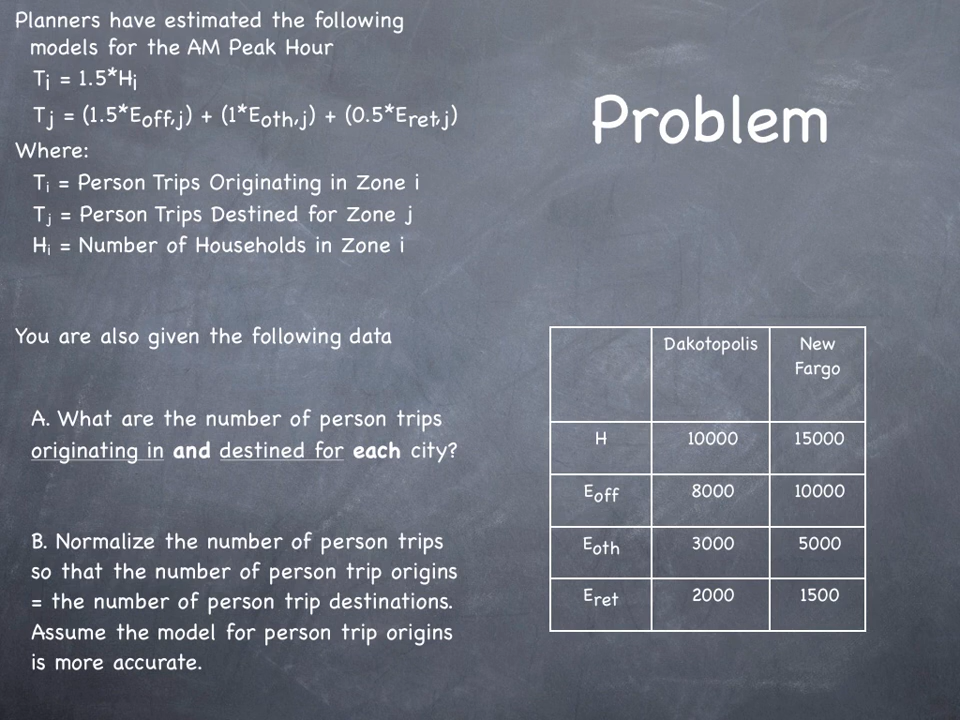 Planners have estimated the following
models for the AM Peak Hour
Ti = 1.5*Hi
Tj = (1.5*Eoff,j) + (1*Eoth,j) + (0.5*Eret,j)
Where:
Ti = Person Trips Originating in Zone i
Tj = Person Trips Destined for Zone j
Hi = Number of Households in Zone i
You are also given the following data
A. What are the number of person trips
originating in and destined for each city?
B. Normalize the number of person trips
so that the number of person trip origins
= the number of person trip destinations.
Assume the model for person trip origins
is more accurate.
Problem
Dakotopolis New
Fargo
H 10000 15000
Eoff 8000 10000
Eoth 3000 5000
Eret 2000 1500